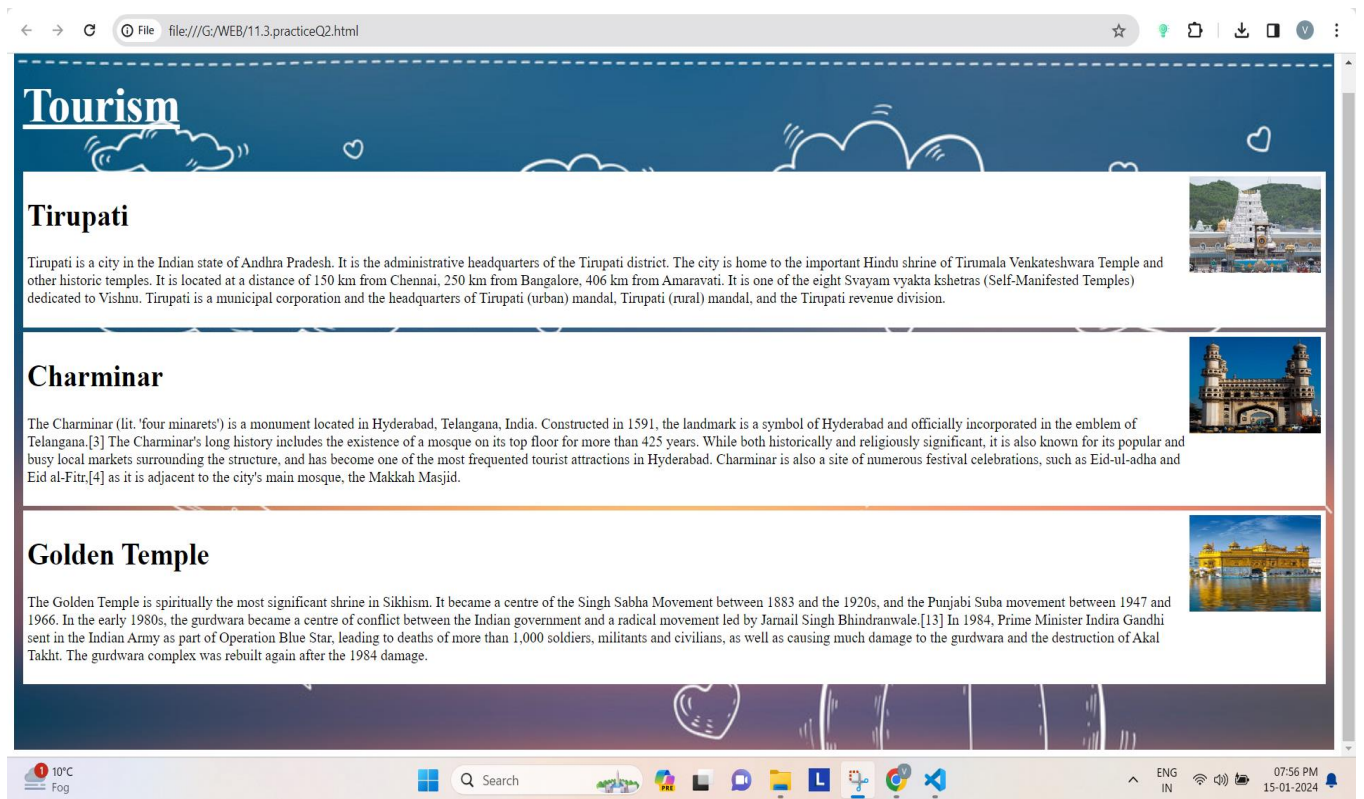 File
file:///G:/WEB/11.3.practiceQ2.html
V
Tourism
Tirupati
Tirupati is a city in the Indian state of Andhra Pradesh. It is the administrative headquarters of the Tirupati district. The city is home to the important Hindu shrine of Tirumala Venkateshwara Temple and
other historic temples. It is located at a distance of 150 km from Chennai, 250 km from Bangalore, 406 km from Amaravati. It is one of the eight Svayam vyakta kshetras (Self-Manifested Temples)
dedicated to Vishnu. Tirupati is a municipal corporation and the headquarters of Tirupati (urban) mandal, Tirupati (rural) mandal, and the Tirupati revenue division.
Charminar
The Charminar (lit. 'four minarets') is a monument located in Hyderabad, Telangana, India. Constructed in 1591, the landmark is a symbol of Hyderabad and officially incorporated in the emblem of
Telangana.[3] The Charminar's long history includes the existence of a mosque on its top floor for more than 425 years. While both historically and religiously significant, it is also known for its popular and
busy local markets surrounding the structure, and has become one of the most frequented tourist attractions in Hyderabad. Charminar is also a site of numerous festival celebrations, such as Eid-ul-adha and
Eid al-Fitr,[4] as it is adjacent to the city's main mosque, the Makkah Masjid.
Golden Temple
The Golden Temple is spiritually the most significant shrine in Sikhism. It became a centre of the Singh Sabha Movement between 1883 and the 1920s, and the Punjabi Suba movement between 1947 and
1966. In the early 1980s, the gurdwara became a centre of conflict between the Indian government and a radical movement led by Jarnail Singh Bhindranwale.[13] In 1984, Prime Minister Indira Gandhi
sent in the Indian Army as part of Operation Blue Star, leading to deaths of more than 1,000 soldiers, militants and civilians, as well as causing much damage to the gurdwara and the destruction of Akal
Takht. The gurdwara complex was rebuilt again after the 1984 damage.
1
10°C
Fog
Search
PRE
L
V
ENG
IN
07:56 PM
15-01-2024